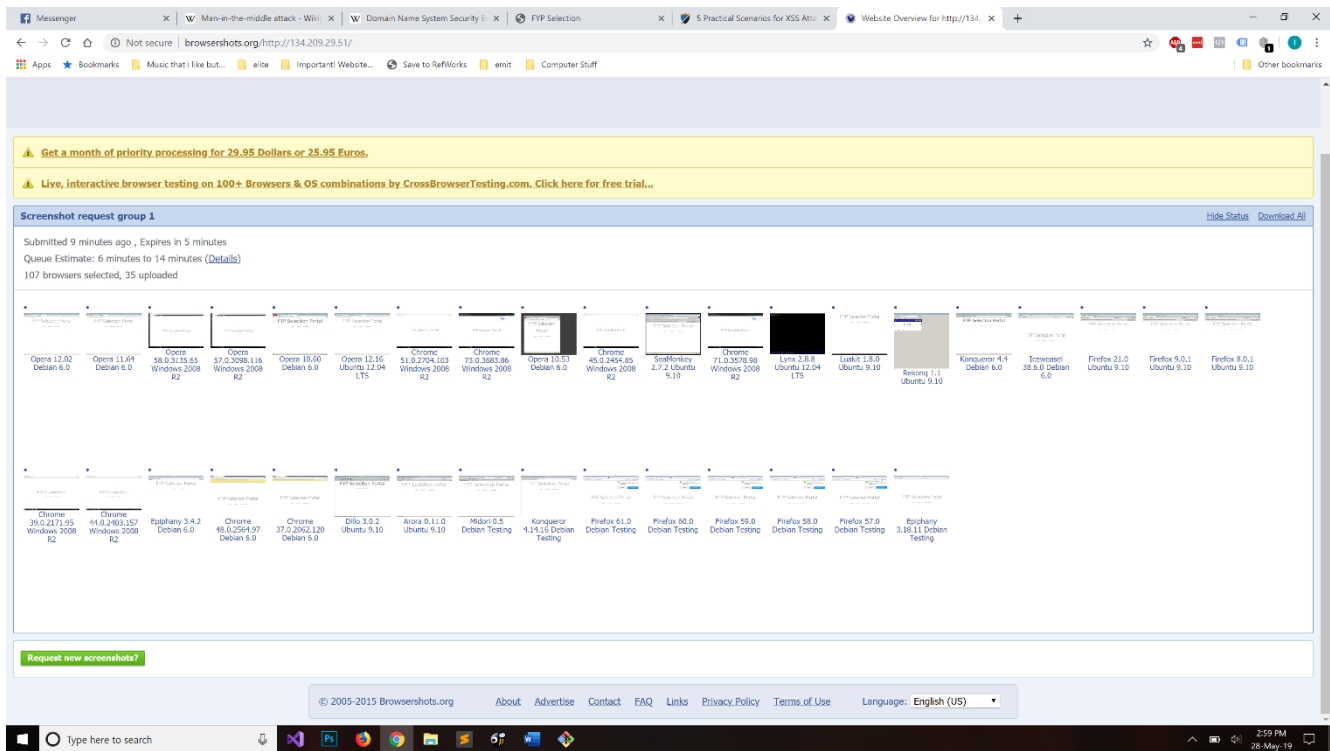 Messenger
Man-in-the-middle attack - Wikip
Domain Name System Security E
FYP Selection
5 Practical Scenarios for XSS Atta
Website Overview for http://134.
Not secure | browsershots.org/http://134.209.29.51/
Apps
Bookmarks
Music that i like but...
elite
Important! Website...
Save to RefWorks
emit
Computer Stuff
Other bookmarks
Get a month of priority processing for 29.95 Dollars or 25.95 Euros.
Live, interactive browser testing on 100+ Browsers & OS combinations by CrossBrowserTesting.com. Click here for free trial...
Screenshot request group 1
Hide Status Download All
Submitted 9 minutes ago , Expires in 5 minutes
Queue Estimate: 6 minutes to 14 minutes (Details)
107 browsers selected, 35 uploaded
Opera 12.02 Debian 6.0
Opera 11.64 Debian 6.0
Opera 58.0.3135.65 Windows 2008 R2
Opera 57.0.3098.116 Windows 2008 R2
Opera 10.60 Debian 6.0
Opera 12.16 Ubuntu 12.04 LTS
Chrome 51.0.2704.103 Windows 2008 R2
Chrome 73.0.3683.86 Windows 2008 R2
Opera 10.53 Debian 6.0
Chrome 45.0.2454.85 Windows 2008 R2
SeaMonkey 2.7.2 Ubuntu 9.10
Chrome 71.0.3578.98 Windows 2008 R2
Lynx 2.8.8 Ubuntu 12.04 LTS
Luakit 1.8.0 Ubuntu 9.10
Rekonq 1.1 Ubuntu 9.10
Konqueror 4.4 Debian 6.0
Iceweasel 38.6.0 Debian 6.0
Firefox 21.0 Ubuntu 9.10
Firefox 9.0.1 Ubuntu 9.10
Firefox 8.0.1 Ubuntu 9.10
Chrome 39.0.2171.95 Windows 2008 R2
Chrome 44.0.2403.157 Windows 2008 R2
Epiphany 3.4.2 Debian 6.0
Chrome 48.0.2564.97 Debian 6.0
Chrome 37.0.2062.120 Debian 6.0
Dillo 3.0.2 Ubuntu 9.10
Arora 0.11.0 Ubuntu 9.10
Midori 0.5 Debian Testing
Konqueror 4.14.16 Debian Testing
Firefox 61.0 Debian Testing
Firefox 60.0 Debian Testing
Firefox 59.0 Debian Testing
Firefox 58.0 Debian Testing
Firefox 57.0 Debian Testing
Epiphany 3.18.11 Debian Testing
Request new screenshots?
© 2005-2015 Browsershots.org About Advertise Contact FAQ Links Privacy Policy Terms of Use Language: English (US)
Type here to search
2:59 PM
28-May-19